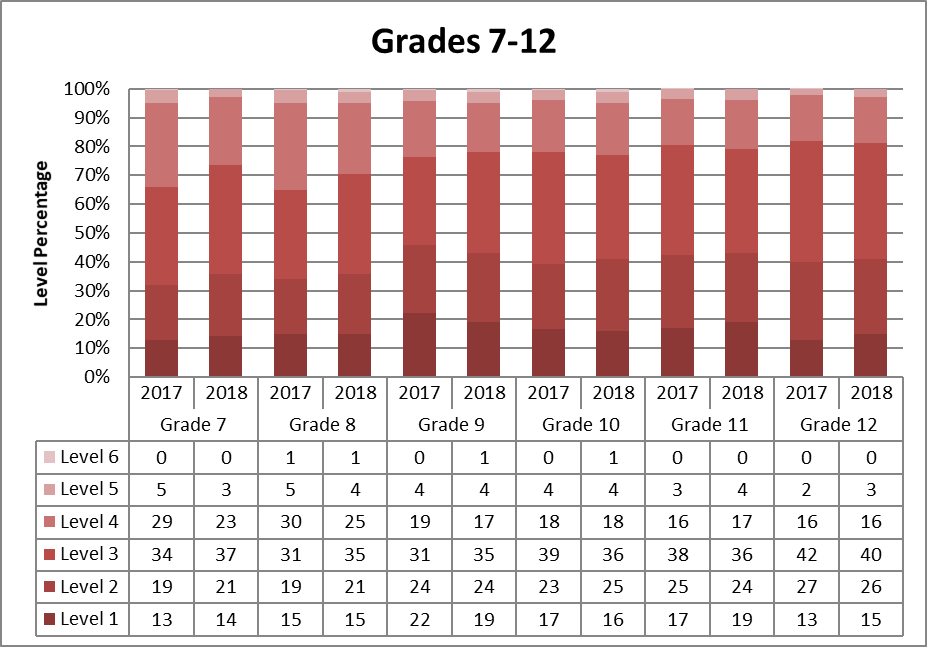 Grades 7-12
100%
90%
80%
70%
60%
50%
40%
30%
20%
10%
0%
Level Percentage
2017 2018 2017 2018 2017 2018 2017 2018 2017 2018 2017 2018
Grade 7 Grade 8 Grade 9 Grade 10 Grade 11 Grade 12
Level 6 0 0 1 1 0 1 0 1 0 0 0 0
Level 5 5 3 5 4 4 4 4 4 3 4 2 3
Level 4 29 23 30 25 19 17 18 18 16 17 16 16
Level 3 34 37 31 35 31 35 39 36 38 36 42 40
Level 2 19 21 19 21 24 24 23 25 25 24 27 26
Level 1 13 14 15 15 22 19 17 16 17 19 13 15